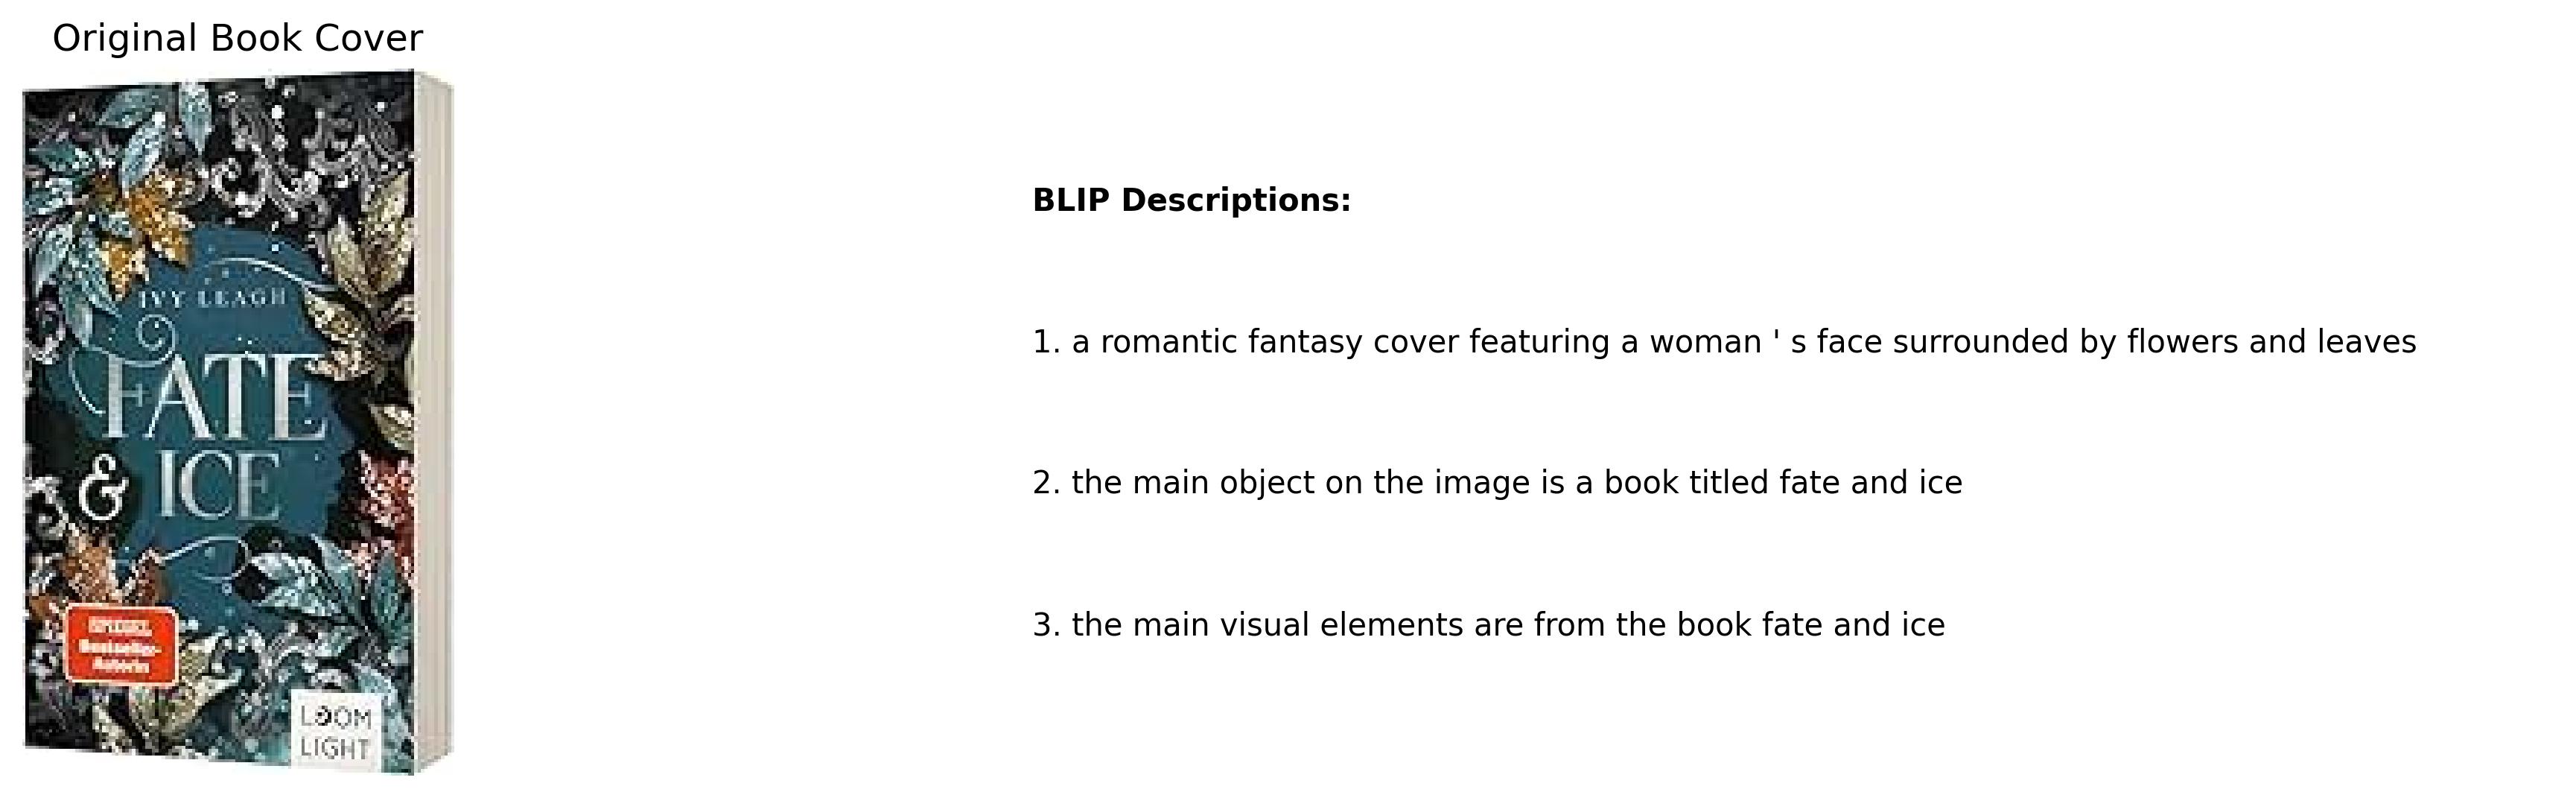 Original Book Cover
IVY LEAGH
FATE
& ICE
SPIEGEL
Bestseller-
Autorin
LOOM
LIGHT
BLIP Descriptions:
1. a romantic fantasy cover featuring a woman ' s face surrounded by flowers and leaves
2. the main object on the image is a book titled fate and ice
3. the main visual elements are from the book fate and ice